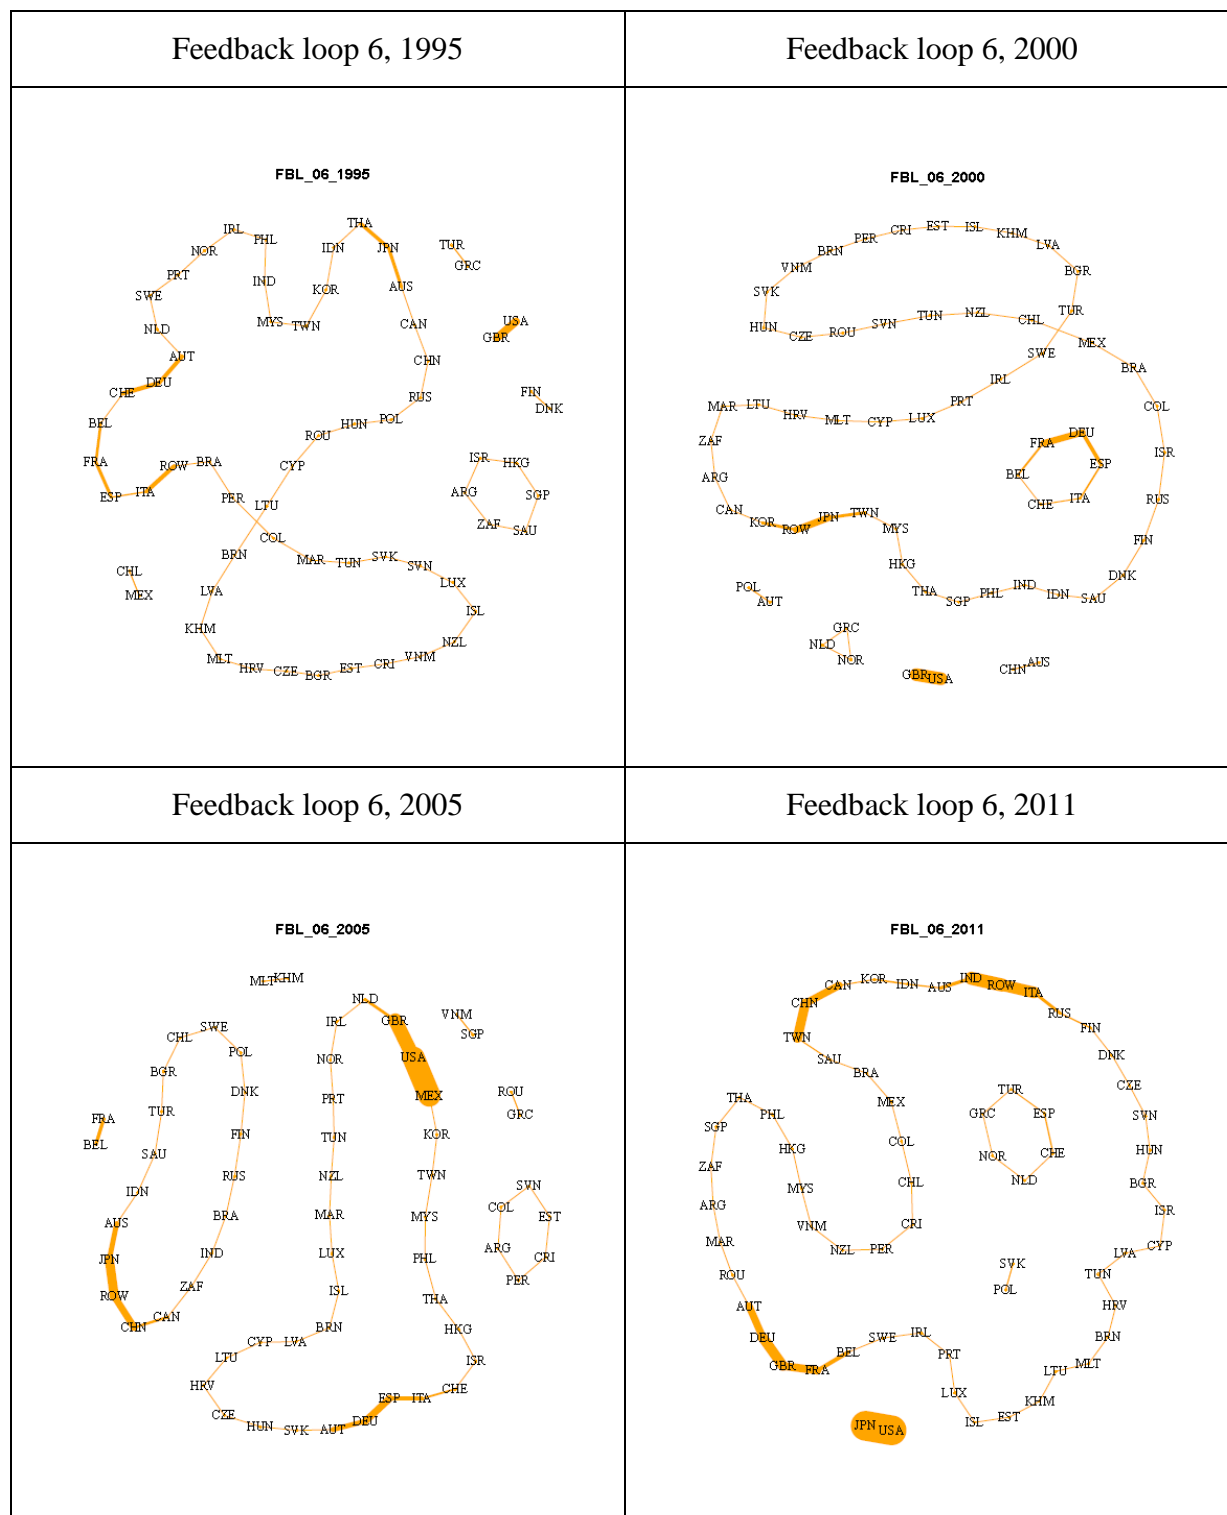 Feedback loop 6, 1995
Feedback loop 6, 2000
FBL_06_1995
IRL
PHL
THA
NOR
IDN
JPN
TUR
GRC
PRT
IND
KOR
AUS
SWE
MYS
TWN
CAN
USA
GBR
NLD
AUT
CHN
DEU
CHE
RUS
FIN
DNK
BEL
HUN
POL
ROU
FRA
ROW
BRA
CYP
ISR
HKG
ESP
ITA
PER
LTU
ARG
SGP
ZAF
SAU
COL
BRN
MAR
TUN
SVK
SVN
CHL
MEX
LVA
LUX
ISL
KHM
NZL
MLT
HRV
CZE
BGR
EST
CRI
VNM
FBL_06_2000
BRN
PER
CRI
EST
ISL
KHM
LVA
VNM
BGR
SVK
HUN
CZE
ROU
SVN
TUN
NZL
CHL
TUR
MEX
SWE
BRA
IRL
MAR
LTU
HRV
MLT
CYP
LUX
PRT
COL
ZAF
FRA
DEU
ISR
ARG
BEL
ESP
CHE
ITA
RUS
CAN
KOR
ROW
JPN
TWN
MYS
FIN
HKG
DNK
POL
AUT
THA
SGP
PHL
IND
IDN
SAU
GRC
NLD
NOR
GBR
USA
CHN
AUS
Feedback loop 6, 2005
Feedback loop 6, 2011
FBL_06_2005
MLT
KHM
NLD
CHL
SWE
IRL
GBR
VNM
SGP
POL
BGR
NOR
USA
DNK
MEX
ROU
GRC
FRA
BEL
TUR
PRT
FIN
TUN
KOR
SAU
RUS
NZL
TWN
IDN
SVN
AUS
BRA
MAR
MYS
COL
EST
JPN
IND
LUX
PHL
ARG
CRI
PER
ROW
ZAF
ISL
THA
CHN
CAN
BRN
HKG
CYP
LVA
LTU
ISR
HRV
ESP
ITA
CHE
CZE
HUN
SVK
AUT
DEU
FBL_06_2011
CHN
CAN
KOR
IDN
AUS
IND
ROW
ITA
RUS
TWN
FIN
SAU
BRA
DNK
CZE
THA
PHL
MEX
TUR
GRC
ESP
SVN
SGP
HKG
COL
NOR
CHE
HUN
ZAF
MYS
CHL
NLD
BGR
ARG
VNM
CRI
ISR
MAR
NZL
PER
CYP
ROU
SVK
POL
LVA
TUN
AUT
HRV
DEU
BRN
GBR
FRA
BEL
SWE
IRL
PRT
MLT
LTU
LUX
KHM
ISL
EST
JPN
USA